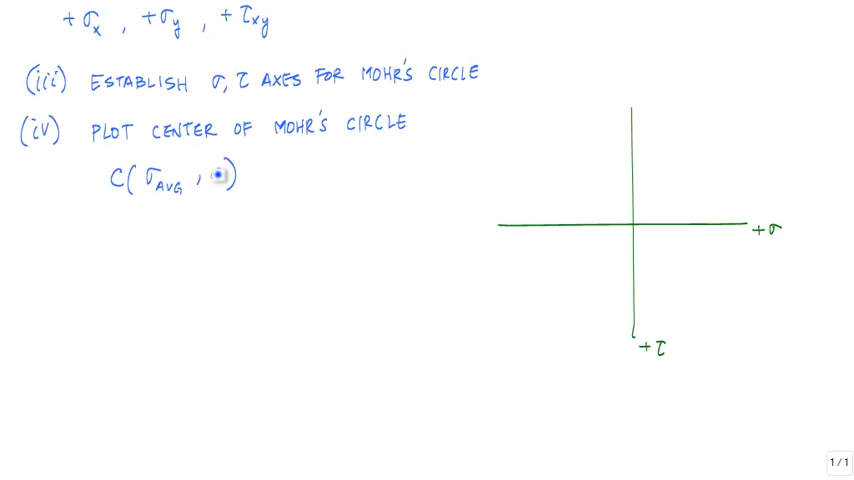 +σx , +σy , +τxy
(iii) ESTABLISH σ, τ AXES FOR MOHR'S CIRCLE
(iv) PLOT CENTER OF MOHR'S CIRCLE
C( σAVG ,
)
+σ
+τ
1 / 1